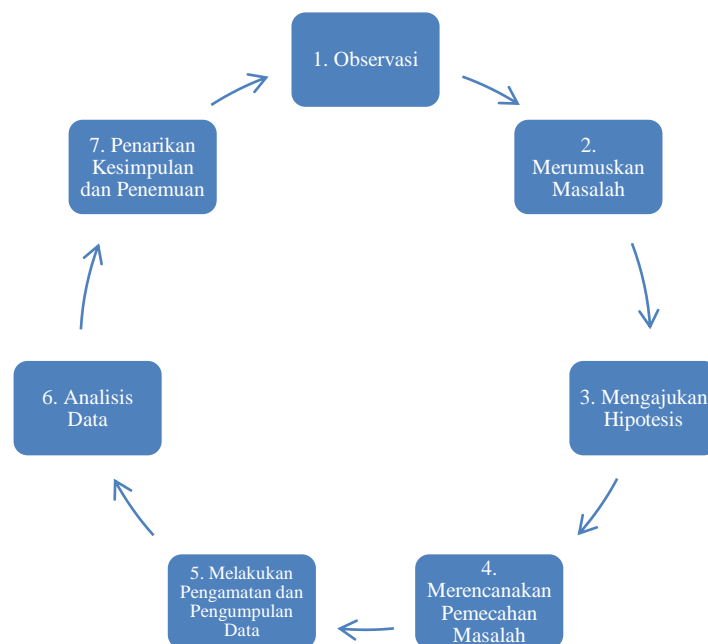 1. Observasi
2.
Merumuskan
Masalah
3. Mengajukan
Hipotesis
4.
Merencanakan
Pemecahan
Masalah
5. Melakukan
Pengamatan dan
Pengumpulan
Data
6. Analisis
Data
7. Penarikan
Kesimpulan
dan Penemuan